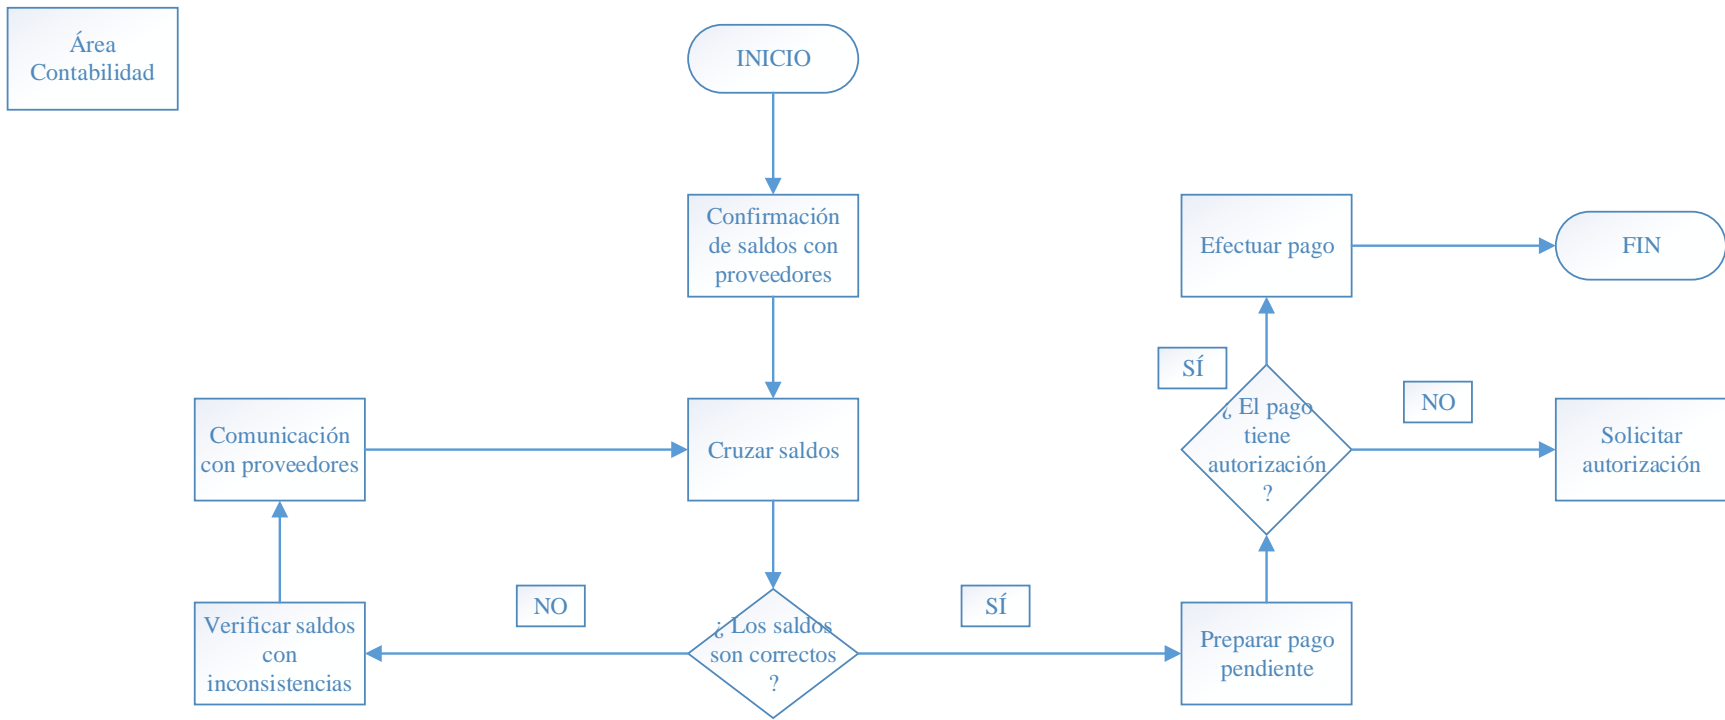 Área
Contabilidad
INICIO
Confirmación
de saldos con
proveedores
Efectuar pago
FIN
SÍ
NO
Comunicación
con proveedores
Cruzar saldos
¿ El pago
tiene
autorización
?
Solicitar
autorización
NO
SÍ
Verificar saldos
con
inconsistencias
¿ Los saldos
son correctos
?
Preparar pago
pendiente